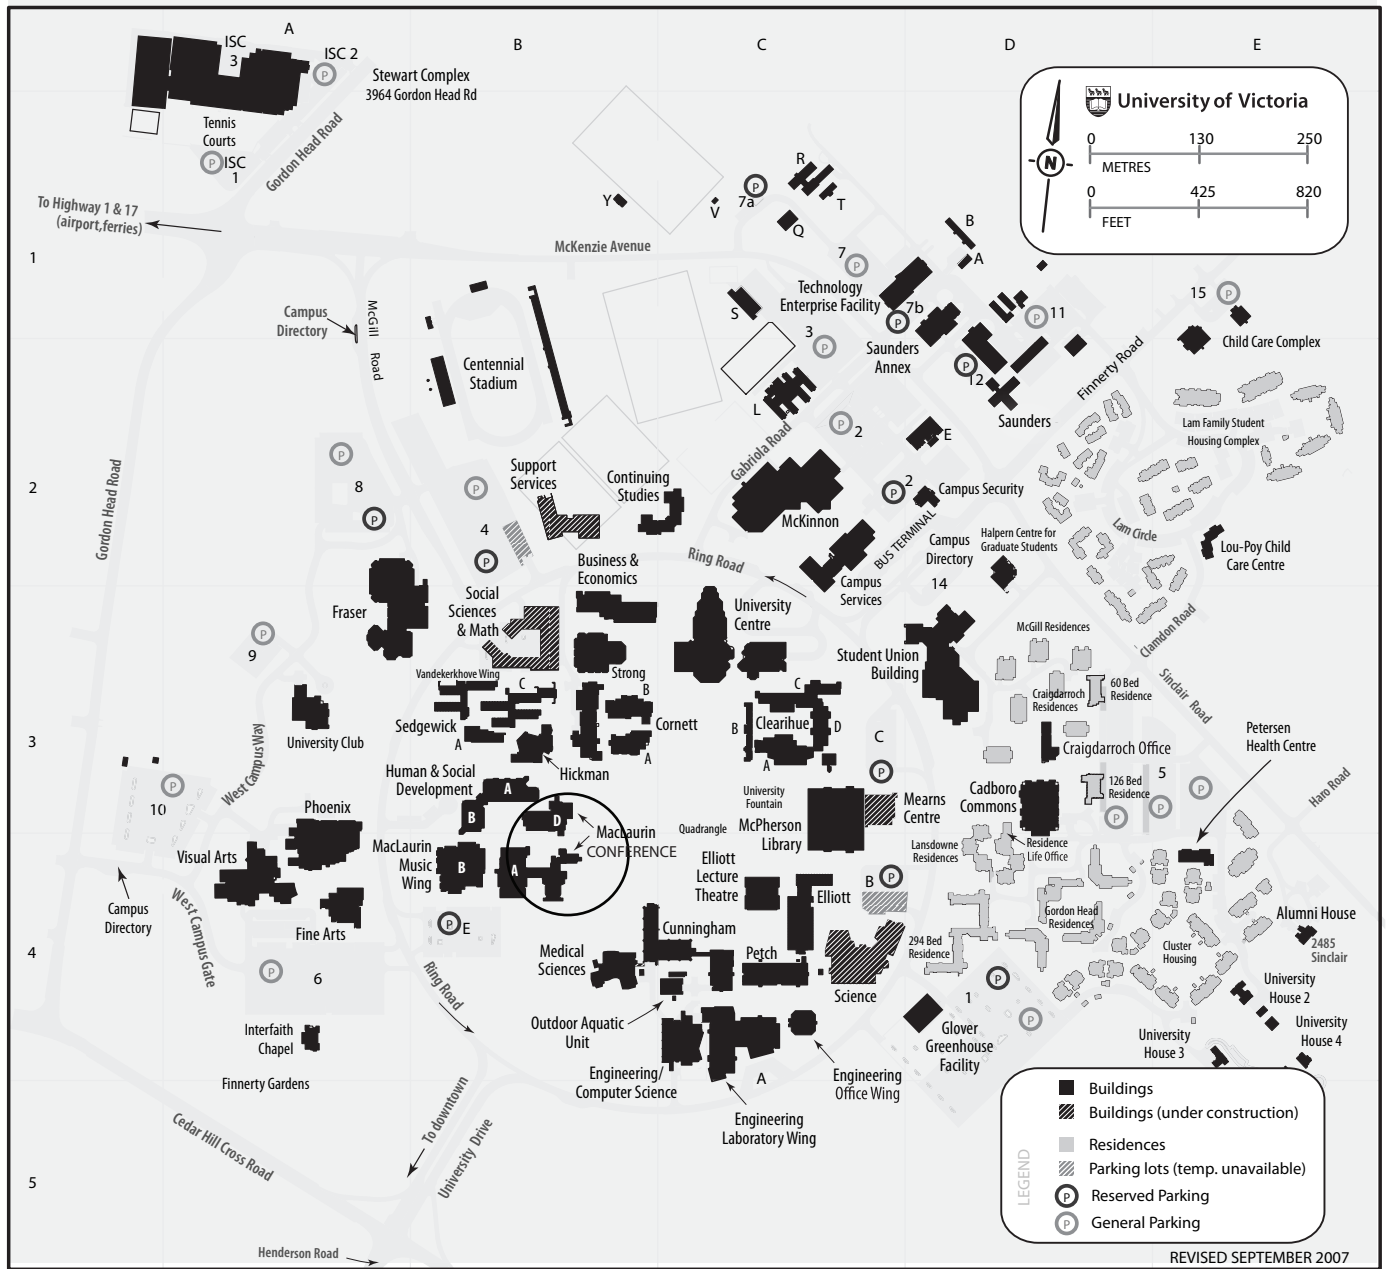 A
B
C
D
E
ISC
3
ISC 2
P
Stewart Complex
3964 Gordon Head Rd
Tennis
Courts
P
ISC
1
Gordon Head Road
University of Victoria
0 130 250
METRES
0 425 820
FEET
N
To Highway 1 & 17
(airport,ferries)
R
P
7a
T
Y
V
Q
B
A
McKenzie Avenue
1
7
P
Technology
Enterprise Facility
7b
P
S
3
P
Saunders
Annex
11
P
15
P
Child Care Complex
Campus
Directory
McGill Road
Centennial
Stadium
P
12
Finnerty Road
Saunders
L
P
2
E
Gabriola Road
Lam Family Student
Housing Complex
P
8
P
Gordon Head Road
2
P
4
P
Support
Services
Continuing
Studies
McKinnon
P
2
Campus Security
BUS TERMINAL
Campus
Directory
14
Halpern Centre for
Graduate Students
Lam Circle
Lou-Poy Child
Care Centre
Ring Road
Campus
Services
Business &
Economics
Social
Sciences
& Math
Fraser
P
9
University
Centre
Student Union
Building
McGill Residences
Clamdon Road
Sinclair Road
Vandekerkhove Wing
Strong
C
B
Sedgewick
A
Cornett
A
Hickman
C
B
Clearihue
D
A
Craigdarroch
Residences
60 Bed
Residence
Craigdarroch Office
Petersen
Health Centre
Haro Road
University Club
3
West Campus Way
P
10
Human & Social
Development
A
B
D
MacLaurin
CONFERENCE
C
P
University
Fountain
Quadrangle
McPherson
Library
Mearns
Centre
Cadboro
Commons
126 Bed
Residence
5
P
P
P
Phoenix
Visual Arts
MacLaurin
Music
Wing
B
A
Elliott
Lecture
Theatre
Elliott
B
P
Lansdowne
Residences
Residence
Life Office
Gordon Head
Residences
Campus
Directory
West Campus Gate
Fine Arts
P
E
Cunningham
Medical
Sciences
Petch
Science
294 Bed
Residence
Cluster
Housing
Alumni House
2485
Sinclair
4
P
6
Ring Road
Outdoor Aquatic
Unit
P
1
P
Glover
Greenhouse
Facility
University
House 2
University
House 3
University
House 4
Interfaith
Chapel
Finnerty Gardens
Engineering/
Computer Science
A
Engineering
Office Wing
Engineering
Laboratory Wing
To downtown
University Drive
Cedar Hill Cross Road
5
Henderson Road
LEGEND
Buildings
Buildings (under construction)
Residences
Parking lots (temp. unavailable)
P Reserved Parking
P General Parking
REVISED SEPTEMBER 2007